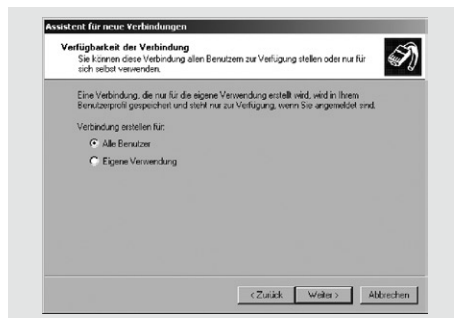 Assistent für neue Verbindungen
Verfügbarkeit der Verbindung
Sie können diese Verbindung allen Benutzern zur Verfügung stellen oder nur für
sich selbst verwenden.
Eine Verbindung, die nur für die eigene Verwendung erstellt wird, wird in Ihrem
Benutzerprofil gespeichert und steht nur zur Verfügung, wenn Sie angemeldet sind.
Verbindung erstellen für:
Alle Benutzer
Eigene Verwendung
< Zurück Weiter > Abbrechen